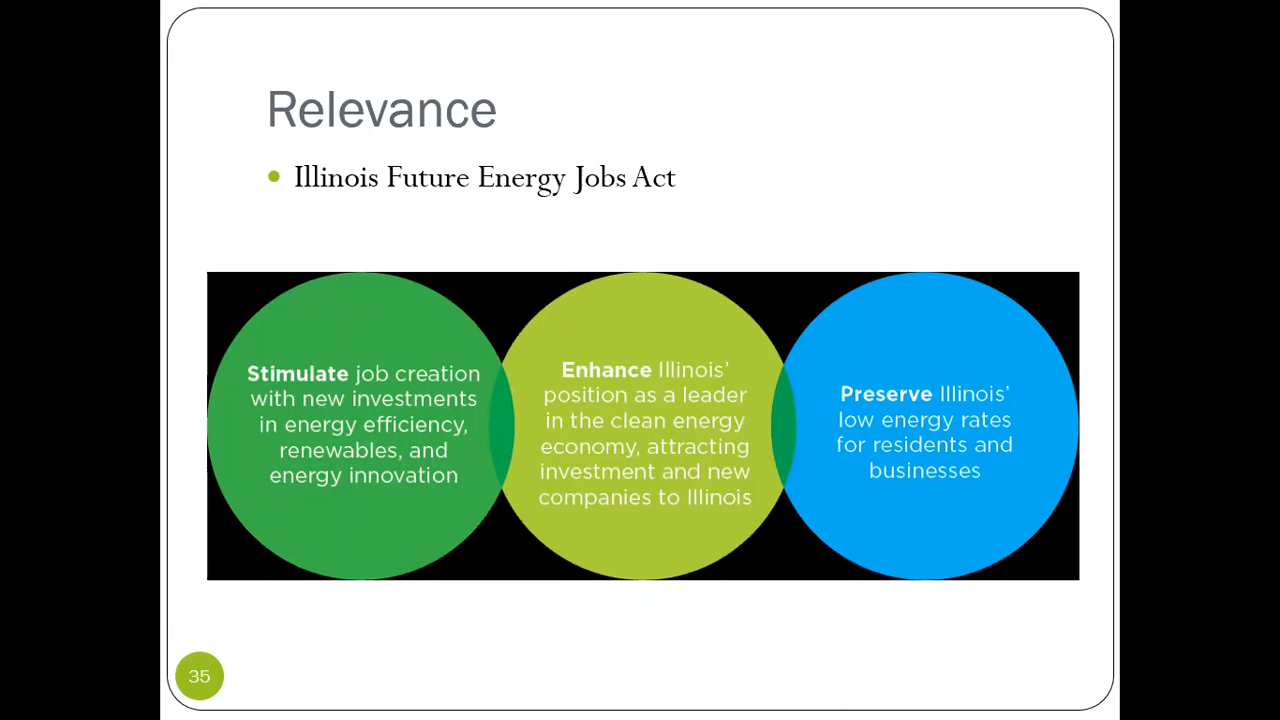 Relevance
Illinois Future Energy Jobs Act
Stimulate job creation
with new investments
in energy efficiency,
renewables, and
energy innovation
Enhance Illinois’
position as a leader
in the clean energy
economy, attracting
investment and new
companies to Illinois
Preserve Illinois’
low energy rates
for residents and
businesses
35